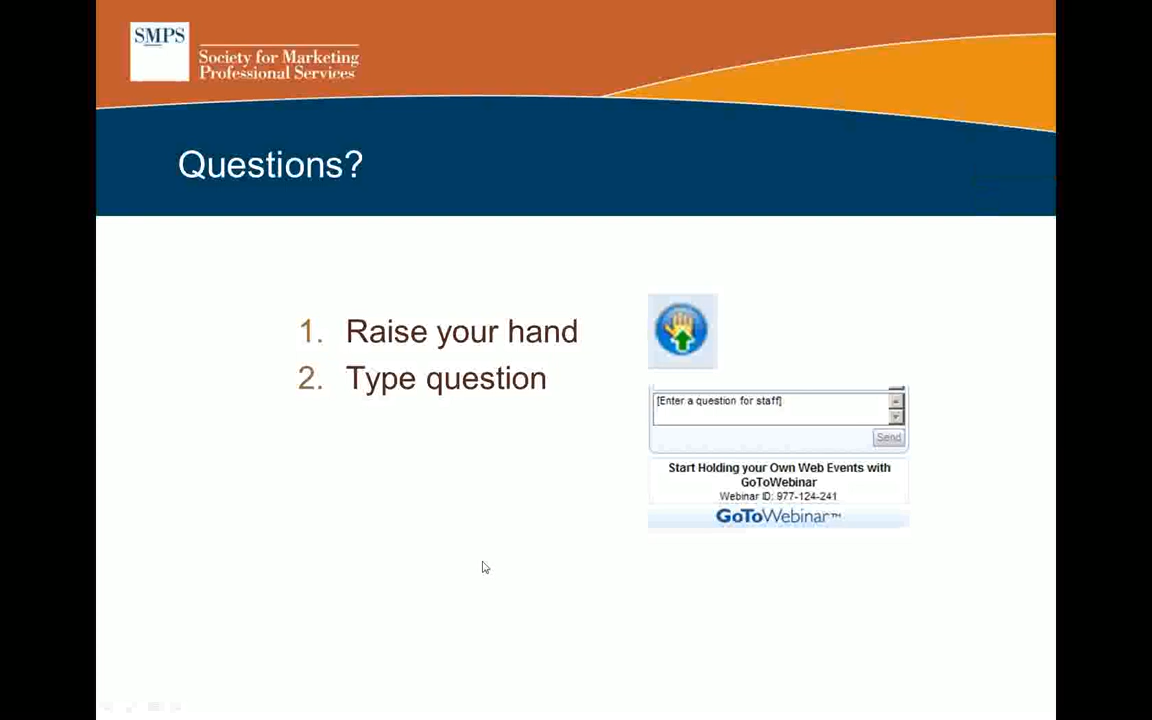 SMPS
Society for Marketing
Professional Services
Questions?
1. Raise your hand
2. Type question
[Enter a question for staff]
Send
Start Holding your Own Web Events with
GoToWebinar
Webinar ID: 977-124-241
GoToWebinar™